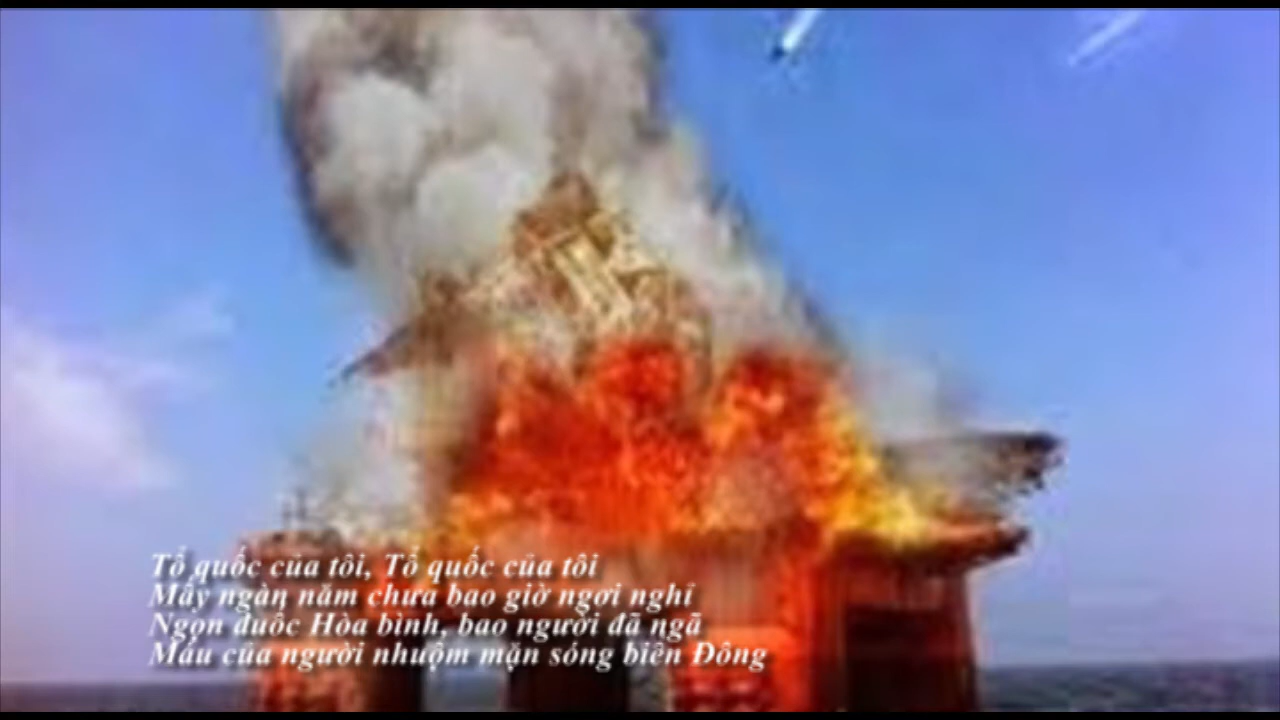 Tổ quốc của tôi, Tổ quốc của tôi
Mấy ngàn năm chưa bao giờ ngơi nghỉ
Ngọn đuốc Hòa bình, bao người đã ngã
Máu của người nhuộm mặn sóng biển Đông